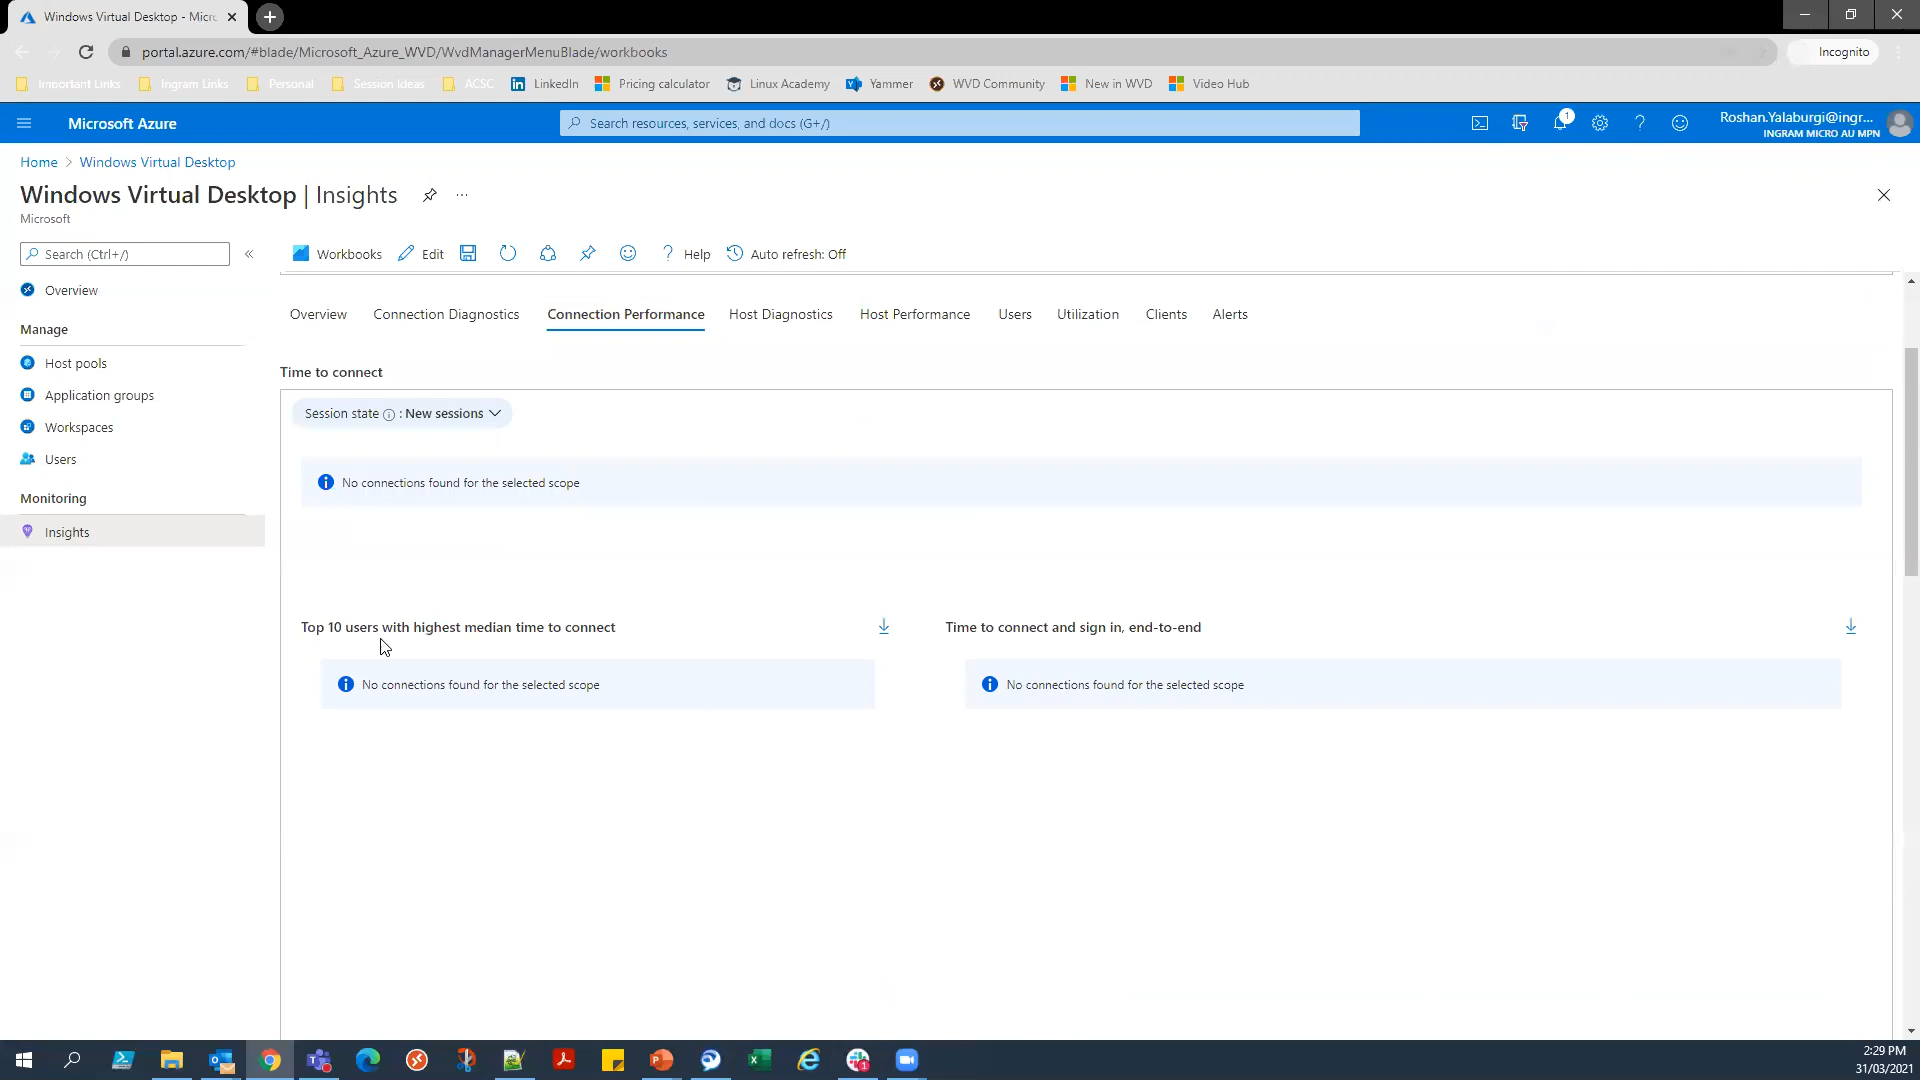 Windows Virtual Desktop - Micr
portal.azure.com/#blade/Microsoft_Azure_WVD/WvdManagerMenuBlade/workbooks
Incognito
Important Links
Ingram Links
Personal
Session Ideas
ACSC
LinkedIn
Pricing calculator
Linux Academy
Yammer
WVD Community
New in WVD
Video Hub
Microsoft Azure
Search resources, services, and docs (G+/)
1
Roshan.Yalaburgi@ingr...
INGRAM MICRO AU MPN
Home > Windows Virtual Desktop
Windows Virtual Desktop | Insights
Microsoft
Search (Ctrl+/)
Workbooks
Edit
Help
Auto refresh: Off
Overview
Manage
Host pools
Application groups
Workspaces
Users
Monitoring
Insights
Overview
Connection Diagnostics
Connection Performance
Host Diagnostics
Host Performance
Users
Utilization
Clients
Alerts
Time to connect
Session state : New sessions
No connections found for the selected scope
Top 10 users with highest median time to connect
No connections found for the selected scope
Time to connect and sign in, end-to-end
No connections found for the selected scope
2:29 PM
31/03/2021